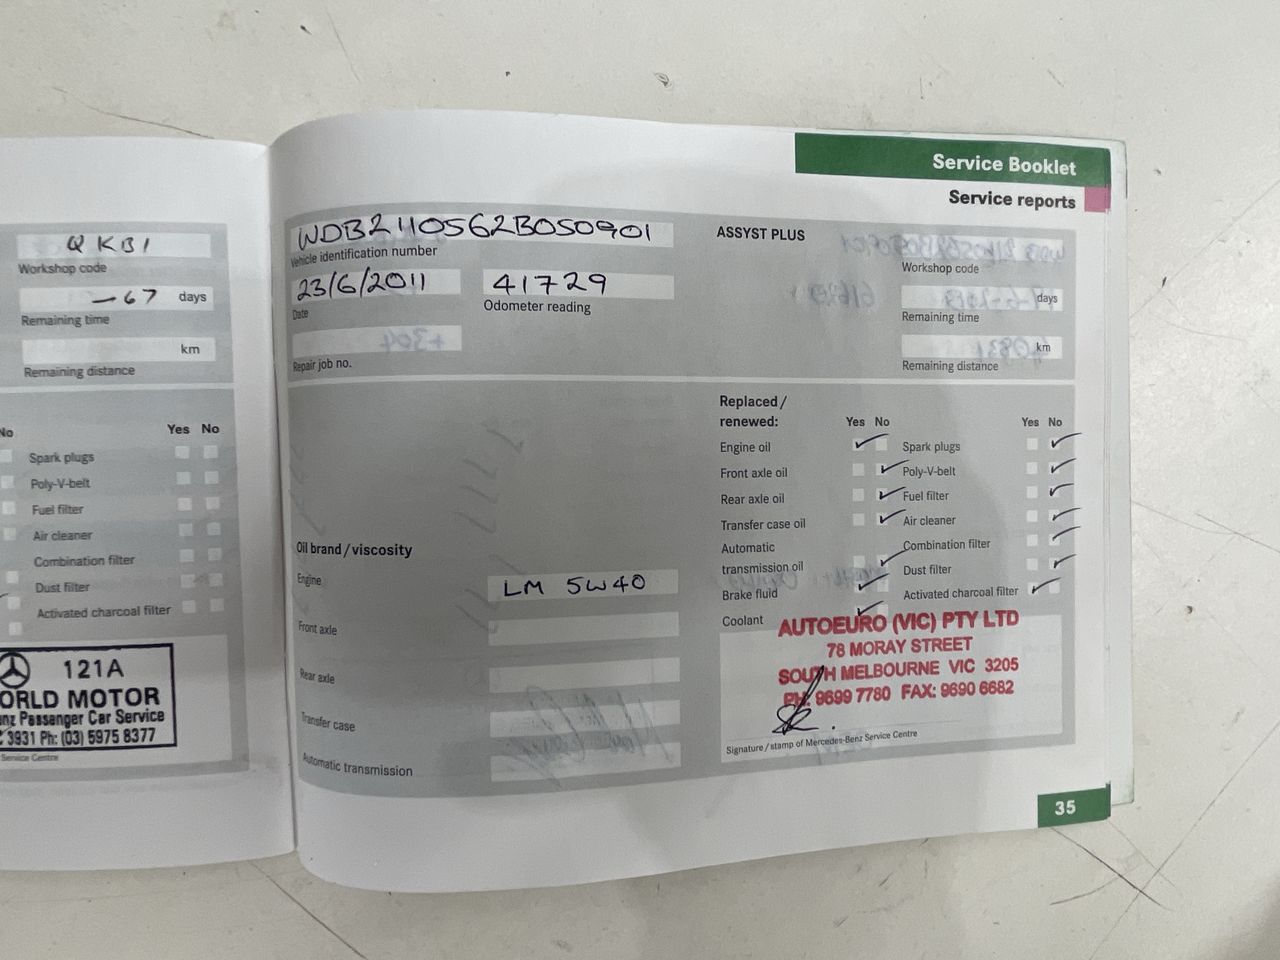 QKB1
Workshop code
-67 days
Remaining time
km
Remaining distance
No
Yes No
Spark plugs
Poly-V-belt
Fuel filter
Air cleaner
Combination filter
Dust filter
Activated charcoal filter
121A
ORLD MOTOR
nz Passenger Car Service
3931 Ph: (03) 5975 8377
Service Centre
Service Booklet
Service reports
WDB2110562B050901
Vehicle identification number
23/6/2011
Date
41729
Odometer reading
Repair job no.
ASSYST PLUS
Workshop code
days
Remaining time
km
Remaining distance
Oil brand/viscosity
Engine
LM 5W40
Front axle
Rear axle
Transfer case
Automatic transmission
Replaced/
renewed:
Yes No
Engine oil
Front axle oil
Rear axle oil
Transfer case oil
Automatic
transmission oil
Brake fluid
Coolant
Yes No
Spark plugs
Poly-V-belt
Fuel filter
Air cleaner
Combination filter
Dust filter
Activated charcoal filter
AUTOEURO (VIC) PTY LTD
78 MORAY STREET
SOUTH MELBOURNE VIC 3205
PH: 9699 7780 FAX: 9690 6682
Signature/stamp of Mercedes-Benz Service Centre
35